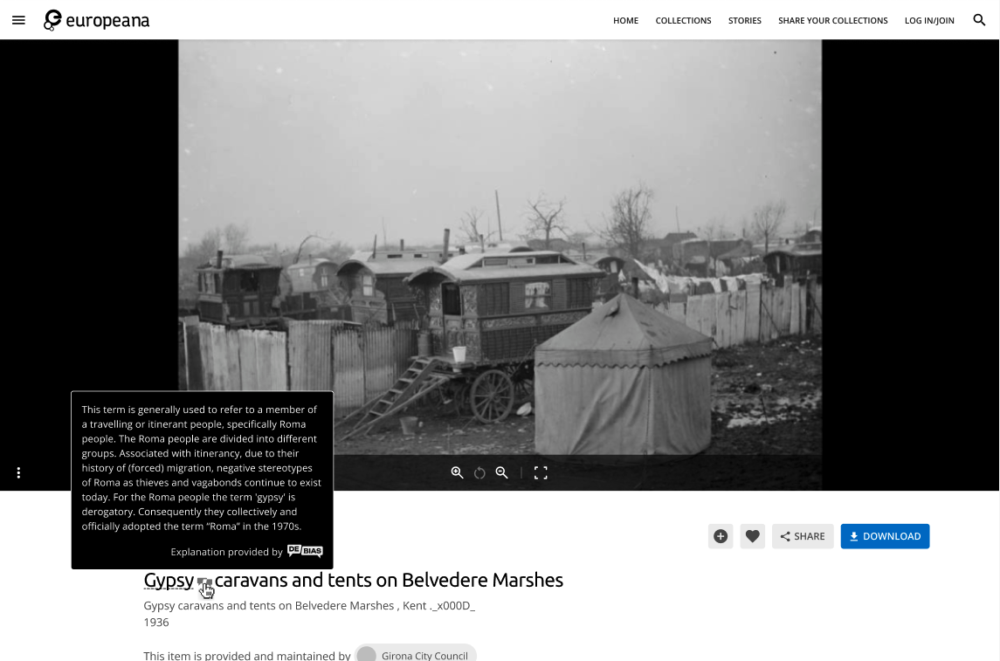 europeana
HOME COLLECTIONS STORIES SHARE YOUR COLLECTIONS LOG IN/JOIN
This term is generally used to refer to a member of
a travelling or itinerant people, specifically Roma
people. The Roma people are divided into different
groups. Associated with itinerancy, due to their
history of (forced) migration, negative stereotypes
of Roma as thieves and vagabonds continue to exist
today. For the Roma people the term 'gypsy' is
derogatory. Consequently they collectively and
officially adopted the term “Roma” in the 1970s.
Explanation provided by DE BIAS
SHARE DOWNLOAD
Gypsy caravans and tents on Belvedere Marshes
Gypsy caravans and tents on Belvedere Marshes , Kent ._x000D_
1936
This item is provided and maintained by Girona City Council